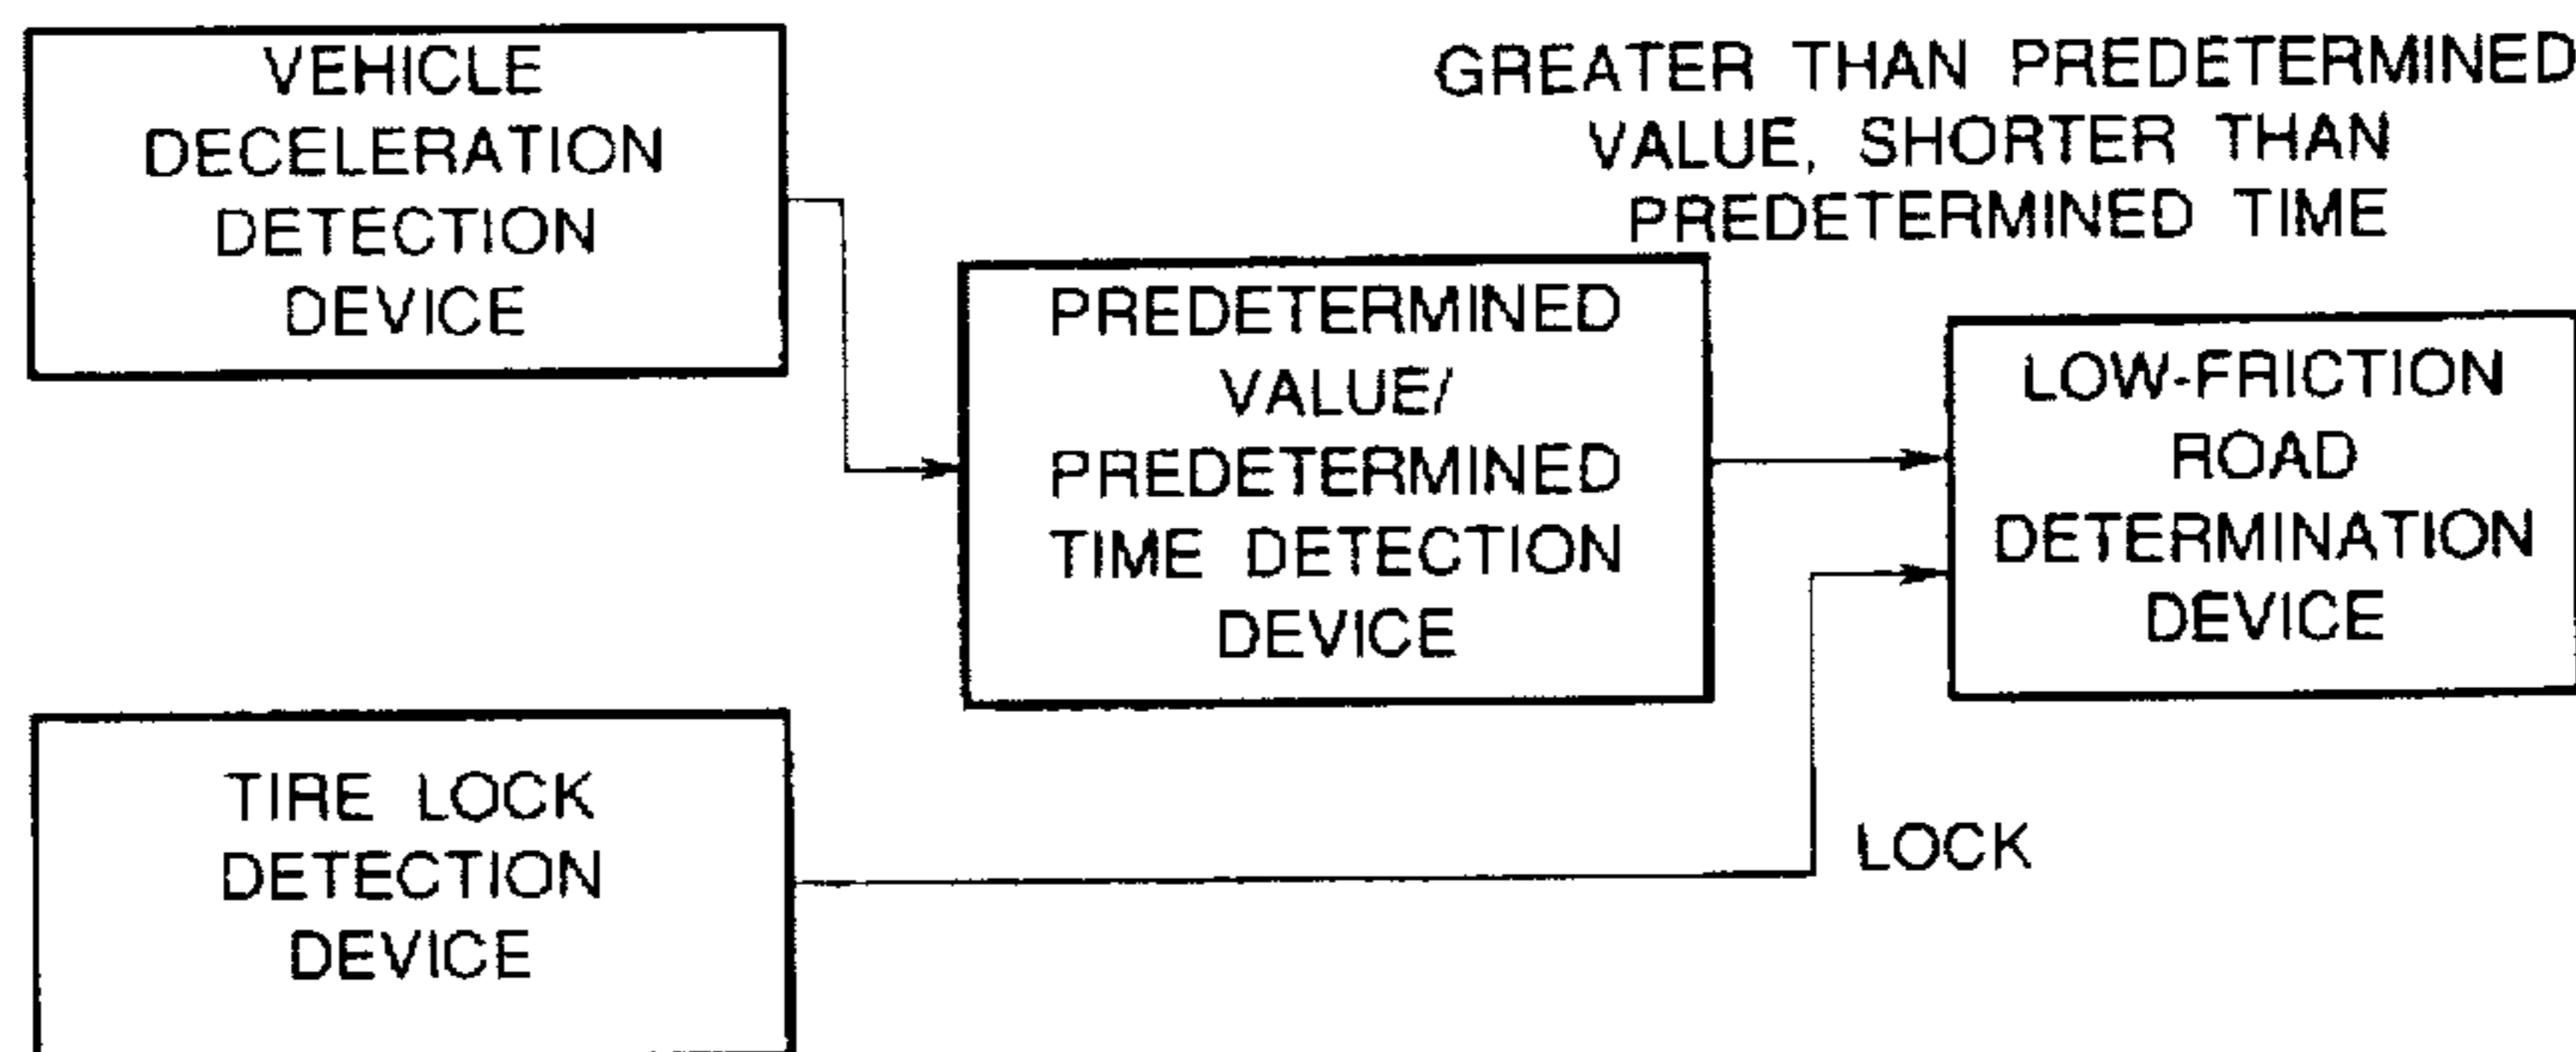 VEHICLE
DECELERATION
DETECTION
DEVICE
GREATER THAN PREDETERMINED
VALUE, SHORTER THAN
PREDETERMINED TIME
PREDETERMINED
VALUE/
PREDETERMINED
TIME DETECTION
DEVICE
LOW-FRICTION
ROAD
DETERMINATION
DEVICE
TIRE LOCK
DETECTION
DEVICE
LOCK